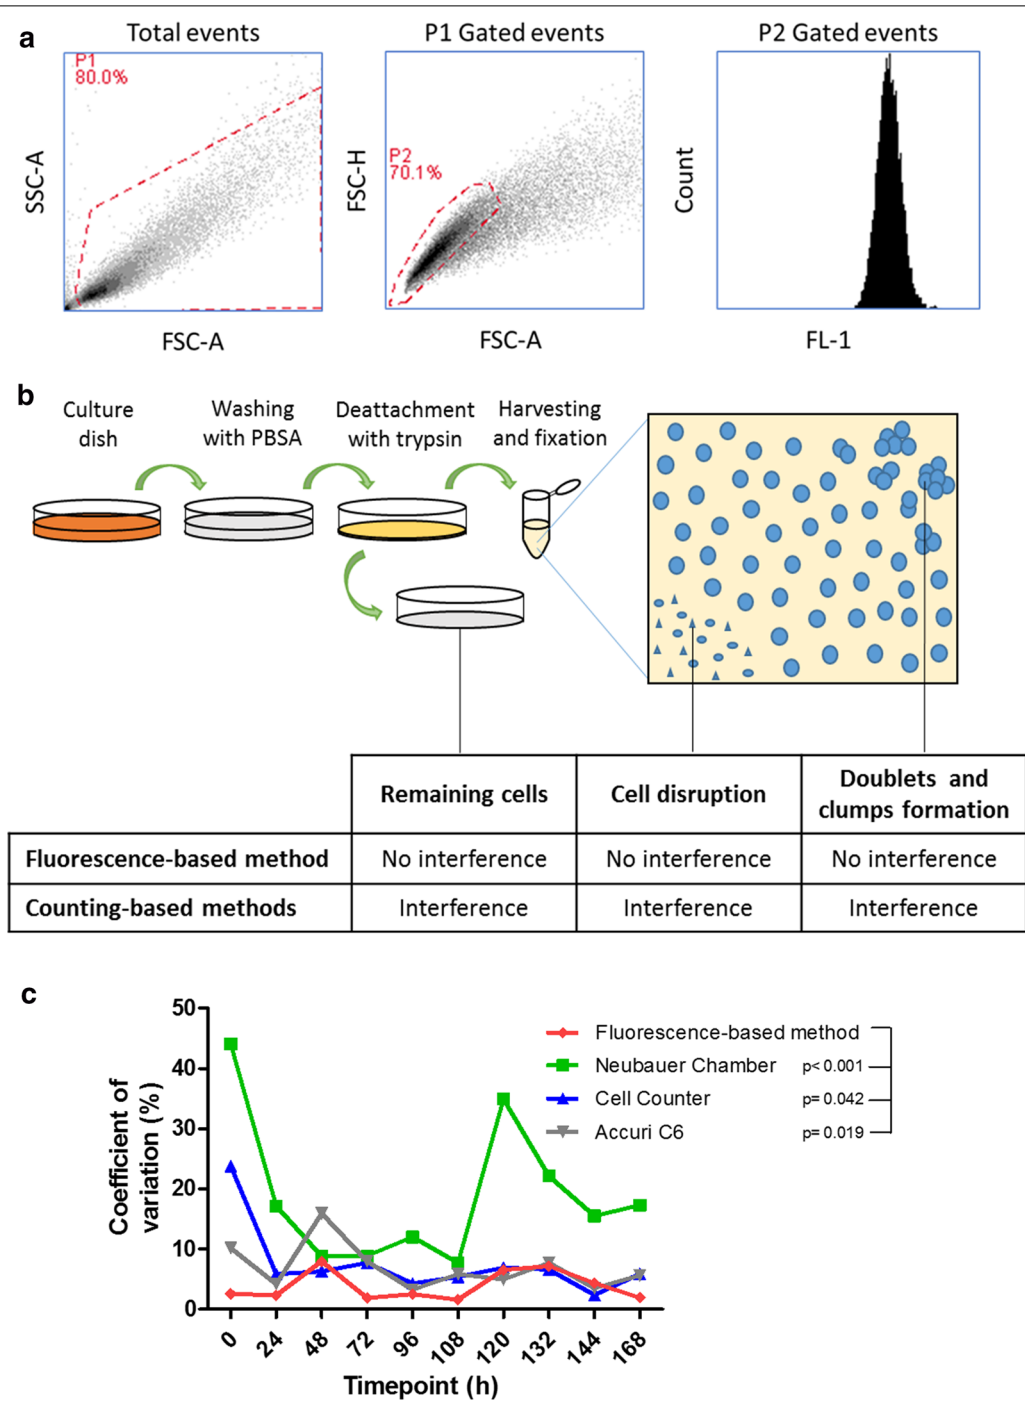 a
Total events
P1 Gated events
P2 Gated events
P1
80.0%
SSC-A
FSC-A
P2
70.1%
FSC-H
FSC-A
Count
FL-1
b
Culture
dish
Washing
with PBSA
Deattachment
with trypsin
Harvesting
and fixation
Remaining cells
Cell disruption
Doublets and
clumps formation
Fluorescence-based method
No interference
No interference
No interference
Counting-based methods
Interference
Interference
Interference
c
Coefficient of
variation (%)
50
40
30
20
10
0
Fluorescence-based method
Neubauer Chamber
p< 0.001
Cell Counter
p= 0.042
Accuri C6
p= 0.019
0
24
48
72
96
108
120
132
144
168
Timepoint (h)